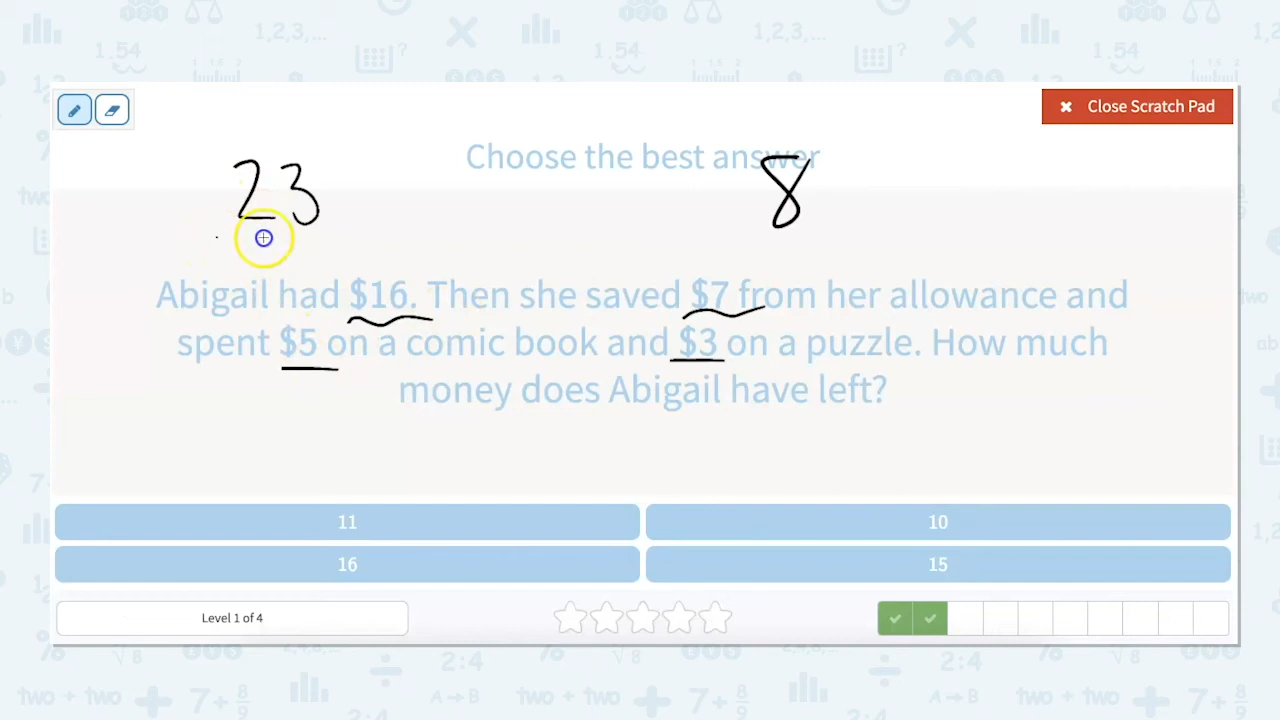 ✖ Close Scratch Pad
Choose the best answer
23 8
Abigail had $16. Then she saved $7 from her allowance and
spent $5 on a comic book and $3 on a puzzle. How much
money does Abigail have left?
11 10
16 15
Level 1 of 4